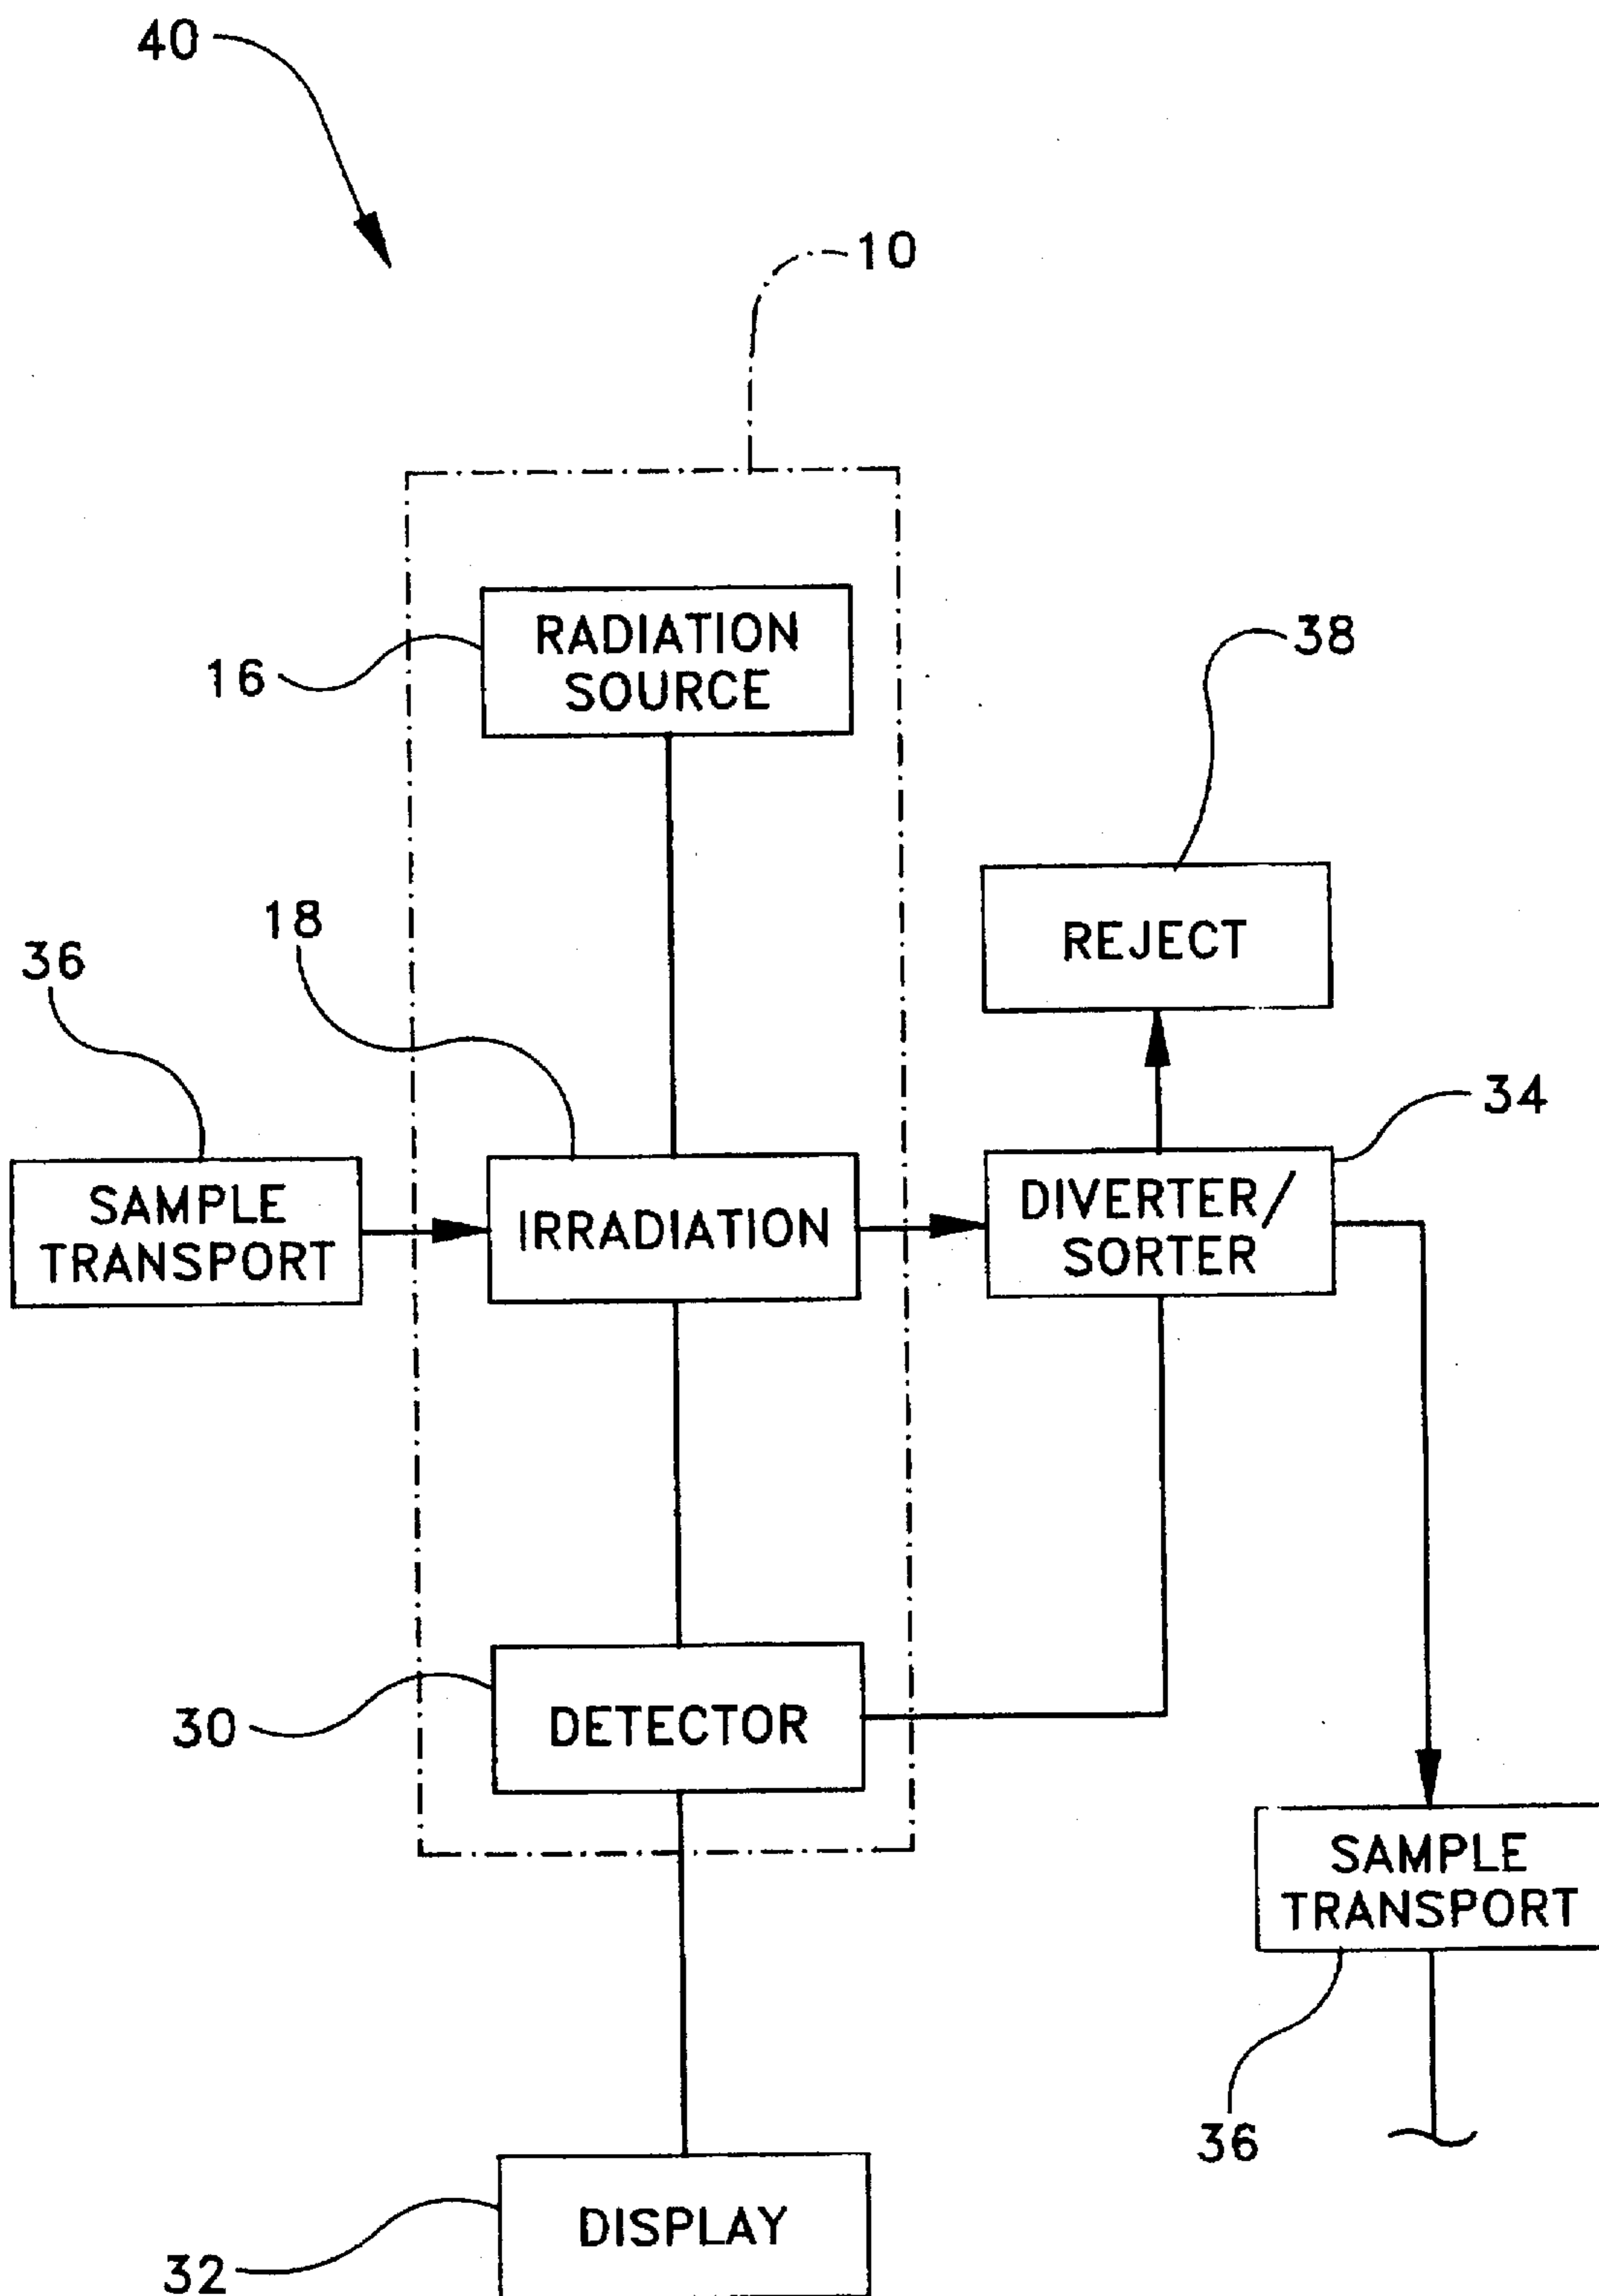 40
10
RADIATION
SOURCE
16
38
REJECT
18
36
34
SAMPLE
TRANSPORT
IRRADIATION
DIVERTER/
SORTER
30
DETECTOR
SAMPLE
TRANSPORT
36
DISPLAY
32